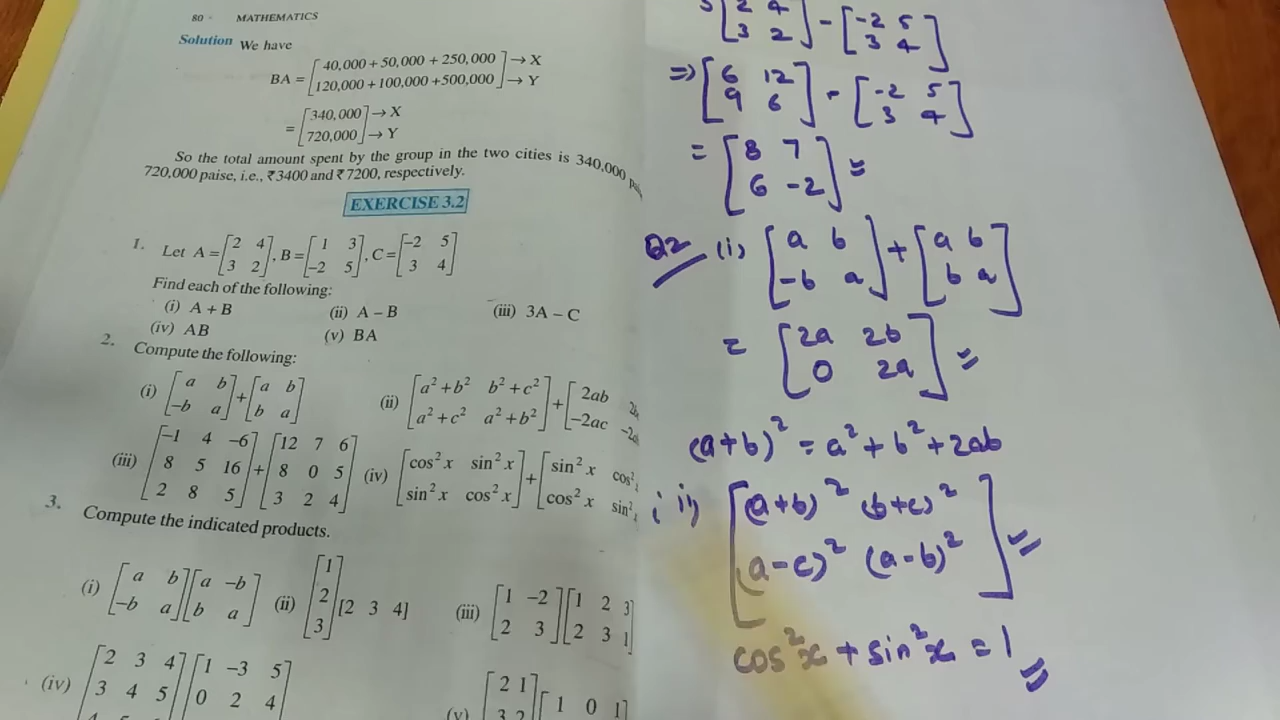 80 MATHEMATICS
Solution We have
BA = [40,000 + 50,000 + 250,000] → X
[120,000 + 100,000 + 500,000] → Y
= [340,000] → X
[720,000] → Y
So the total amount spent by the group in the two cities is 340,000
720,000 paise, i.e., ₹ 3400 and ₹ 7200, respectively.
EXERCISE 3.2
1. Let A = [2 4; 3 2], B = [1 3; −2 5], C = [−2 5; 3 4]
Find each of the following:
(i) A + B (ii) A − B (iii) 3A − C
(iv) AB (v) BA
2. Compute the following:
(i) [a b; −b a] + [a b; b a] (ii) [a² + b² b² + c²; a² + c² a² + b²] + [2ab; −2ac
(iii) [−1 4 −6; 8 5 16; 2 8 5] + [12 7 6; 8 0 5; 3 2 4] (iv) [cos² x sin² x; sin² x cos² x] + [sin² x cos²; cos² x sin²
3. Compute the indicated products.
(i) [a b; −b a] [a −b; b a] (ii) [1; 2; 3] [2 3 4] (iii) [1 −2; 2 3] [1 2 3; 2 3 1]
(iv) [2 3 4; 3 4 5] [1 −3 5; 0 2 4] (v) [2 1; 3 2] [1 0 1]
[2 4; 3 2] − [−2 5; 3 4]
⇒ [6 12; 9 6] - [-2 5; 3 4]
= [8 7; 6 -2]
Q2 (i) [a b; -b a] + [a b; b a]
= [2a 2b; 0 2a]
(a+b)² = a² + b² + 2ab
ii) [(a+b)² (b+c)²; (a-c)² (a-b)²]
cos²x + sin²x = 1